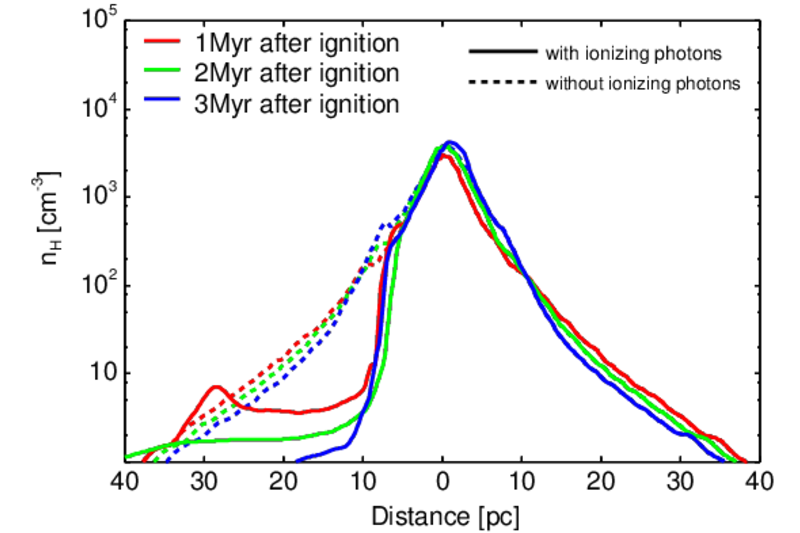 10^5
10^4
10^3
10^2
10
n_H [cm^-3]
1Myr after ignition
2Myr after ignition
3Myr after ignition
with ionizing photons
without ionizing photons
40 30 20 10 0 10 20 30 40
Distance [pc]